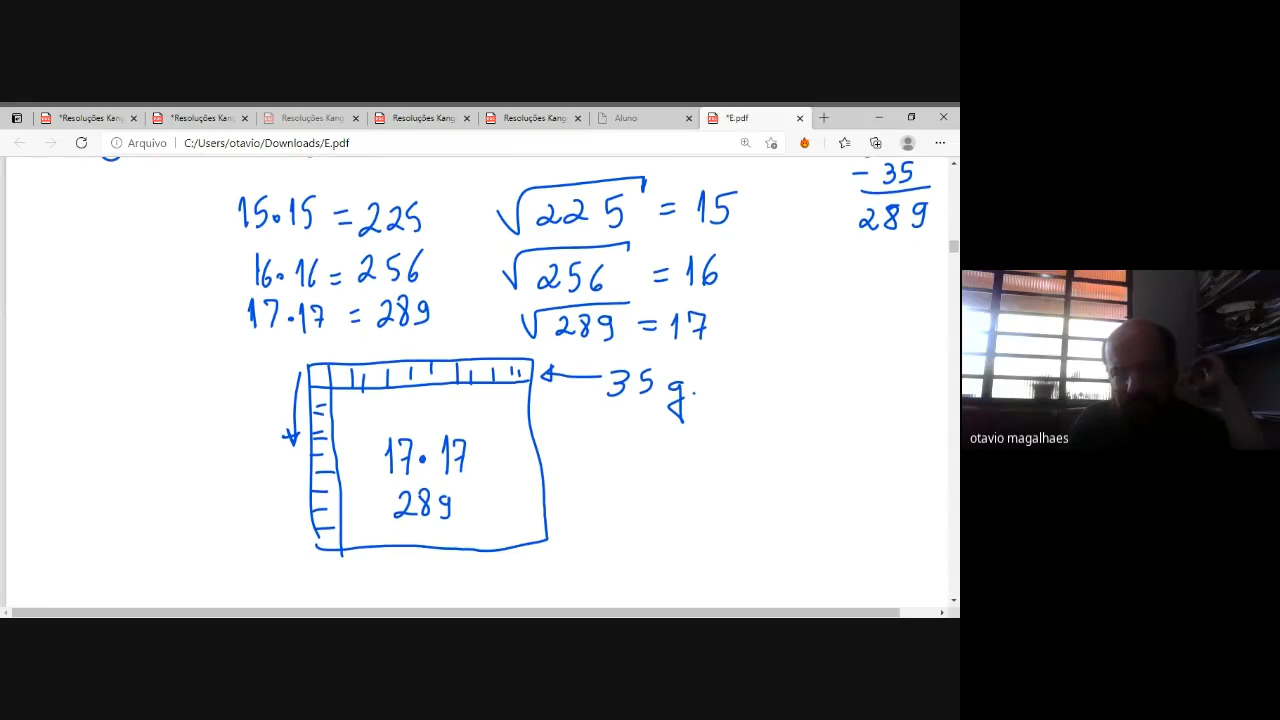 *Resoluções Kang
*Resoluções Kang
Resoluções Kang
Resoluções Kang
Resoluções Kang
Aluno
*E.pdf
Arquivo
C:/Users/otavio/Downloads/E.pdf
- 35
289
15.15 = 225
√225 = 15
16.16 = 256
√256 = 16
17.17 = 289
√289 = 17
35 g.
17.17
289
otavio magalhaes